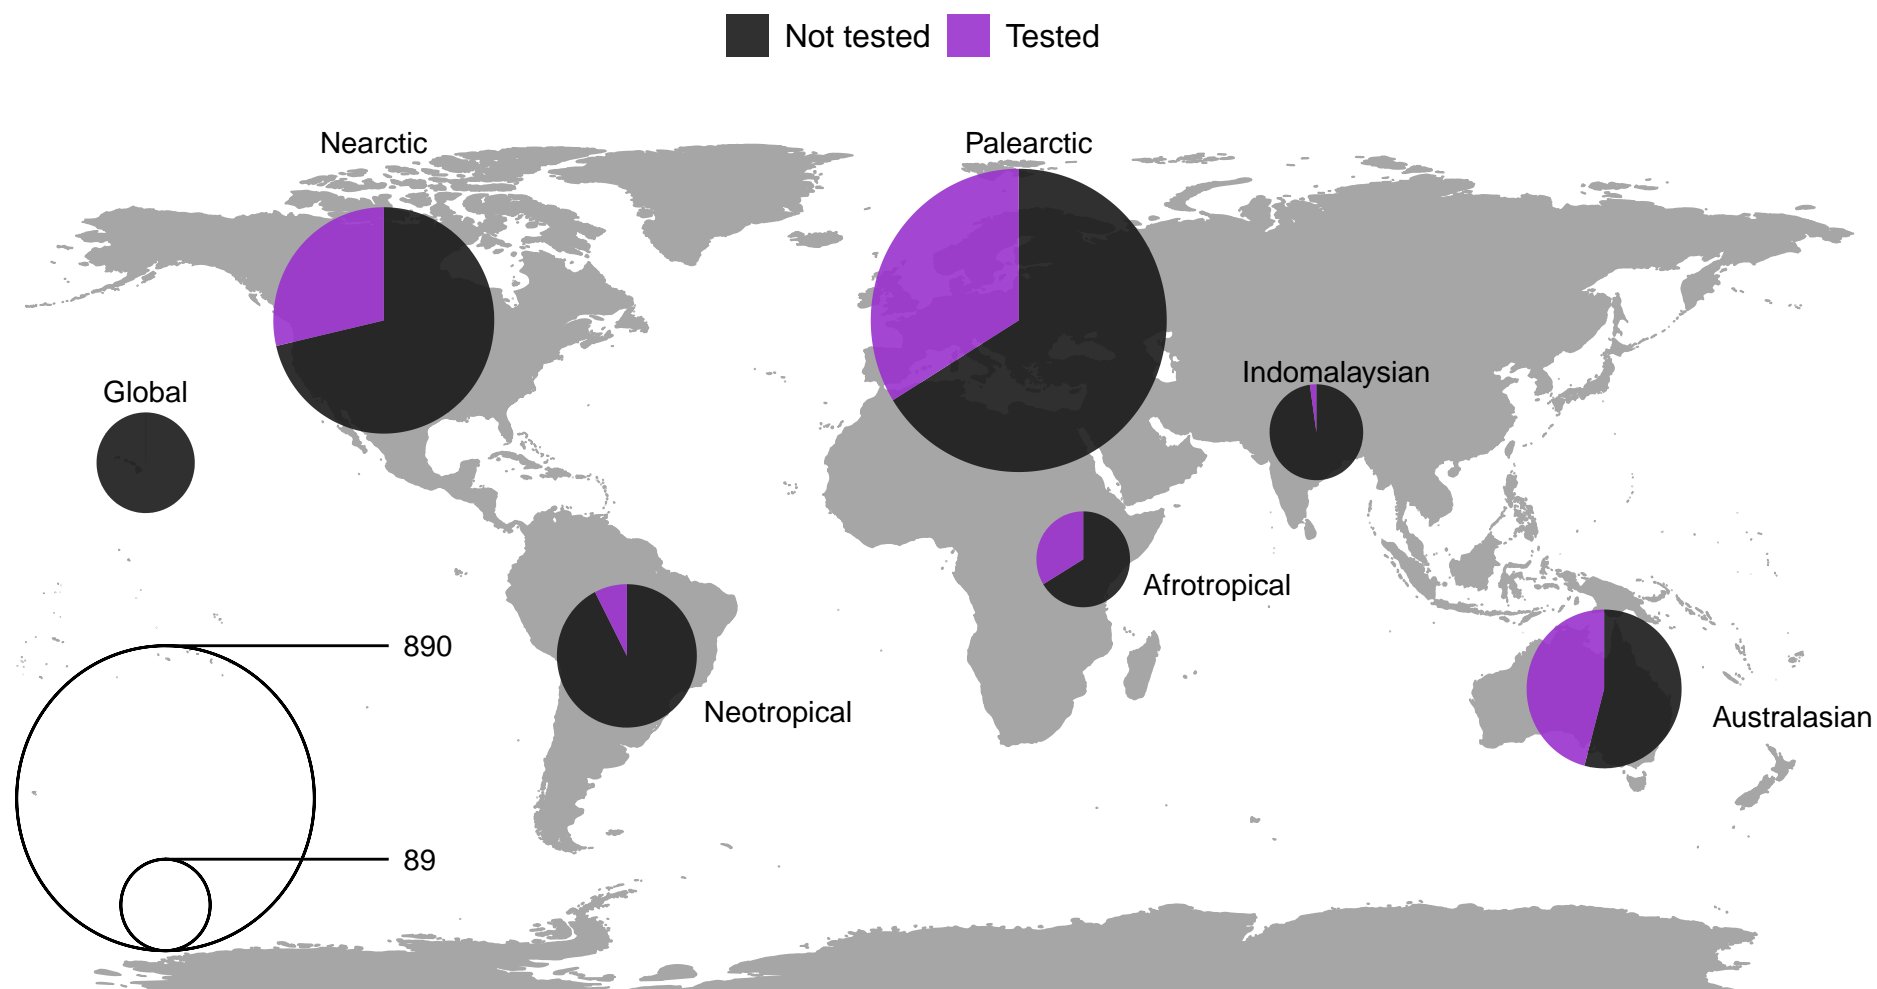 Not tested
Tested
Nearctic
Palearctic
Indomalaysian
Global
Afrotropical
890
Neotropical
Australasian
89